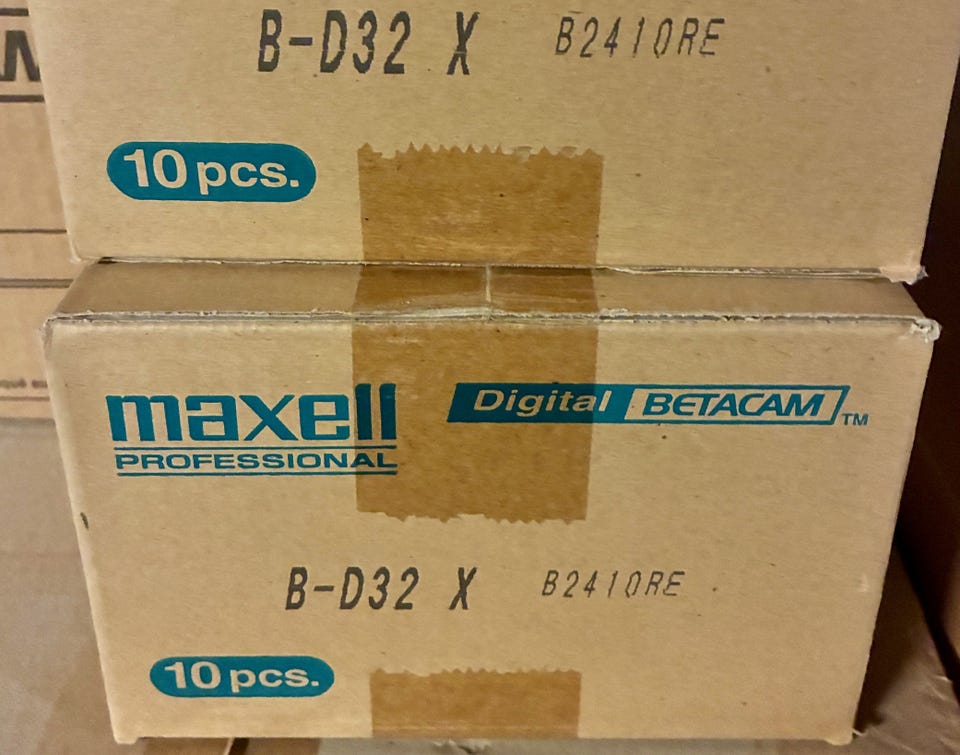 B-D32 X B2410RE
10 pcs.
maxell
PROFESSIONAL
Digital BETACAM TM
B-D32 X B2410RE
10 pcs.